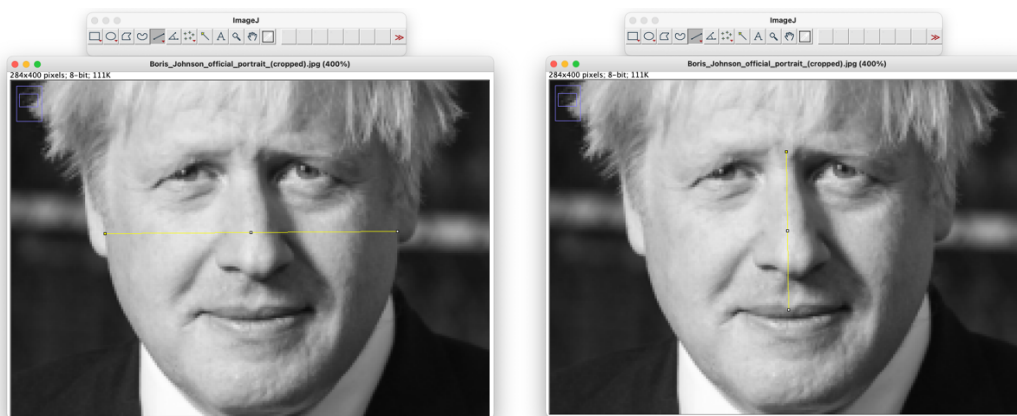 ImageJ
Boris_Johnson_official_portrait_(cropped).jpg (400%)
284x400 pixels; 8-bit; 111K
ImageJ
Boris_Johnson_official_portrait_(cropped).jpg (400%)
284x400 pixels; 8-bit; 111K